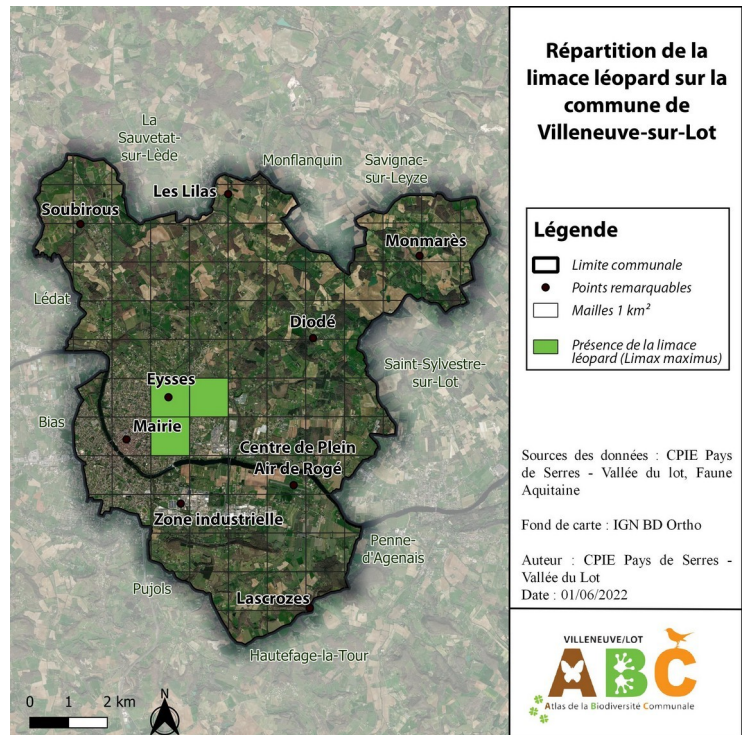 Répartition de la
limace léopard sur la
commune de
Villeneuve-sur-Lot
La
Sauvetat-
sur-Lède
Monflanquin
Savignac-
sur-Leyze
Les Lilas
Soubirous
Monmarès
Lédat
Diodé
Saint-Sylvestre-
sur-Lot
Eysses
Bias
Mairie
Centre de Plein
Air de Rogé
Zone industrielle
Penne-
d'Agenais
Pujols
Lascrozes
Hautefage-la-Tour
0 1 2 km
N
Légende
Limite communale
Points remarquables
Mailles 1 km²
Présence de la limace
léopard (Limax maximus)
Sources des données : CPIE Pays
de Serres - Vallée du lot, Faune
Aquitaine
Fond de carte : IGN BD Ortho
Auteur : CPIE Pays de Serres -
Vallée du Lot
Date : 01/06/2022
VILLENEUVE/LOT
ABC
Atlas de la Biodiversité Communale